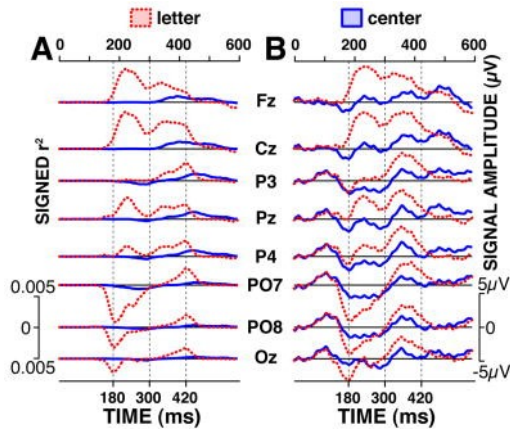 letter center
A B
0 200 400 600 0 200 400 600
SIGNED r²
SIGNAL AMPLITUDE (µV)
Fz
Cz
P3
Pz
P4
0.005 PO7 5µV
0 PO8 0
0.005 Oz -5µV
180 300 420 180 300 420
TIME (ms) TIME (ms)